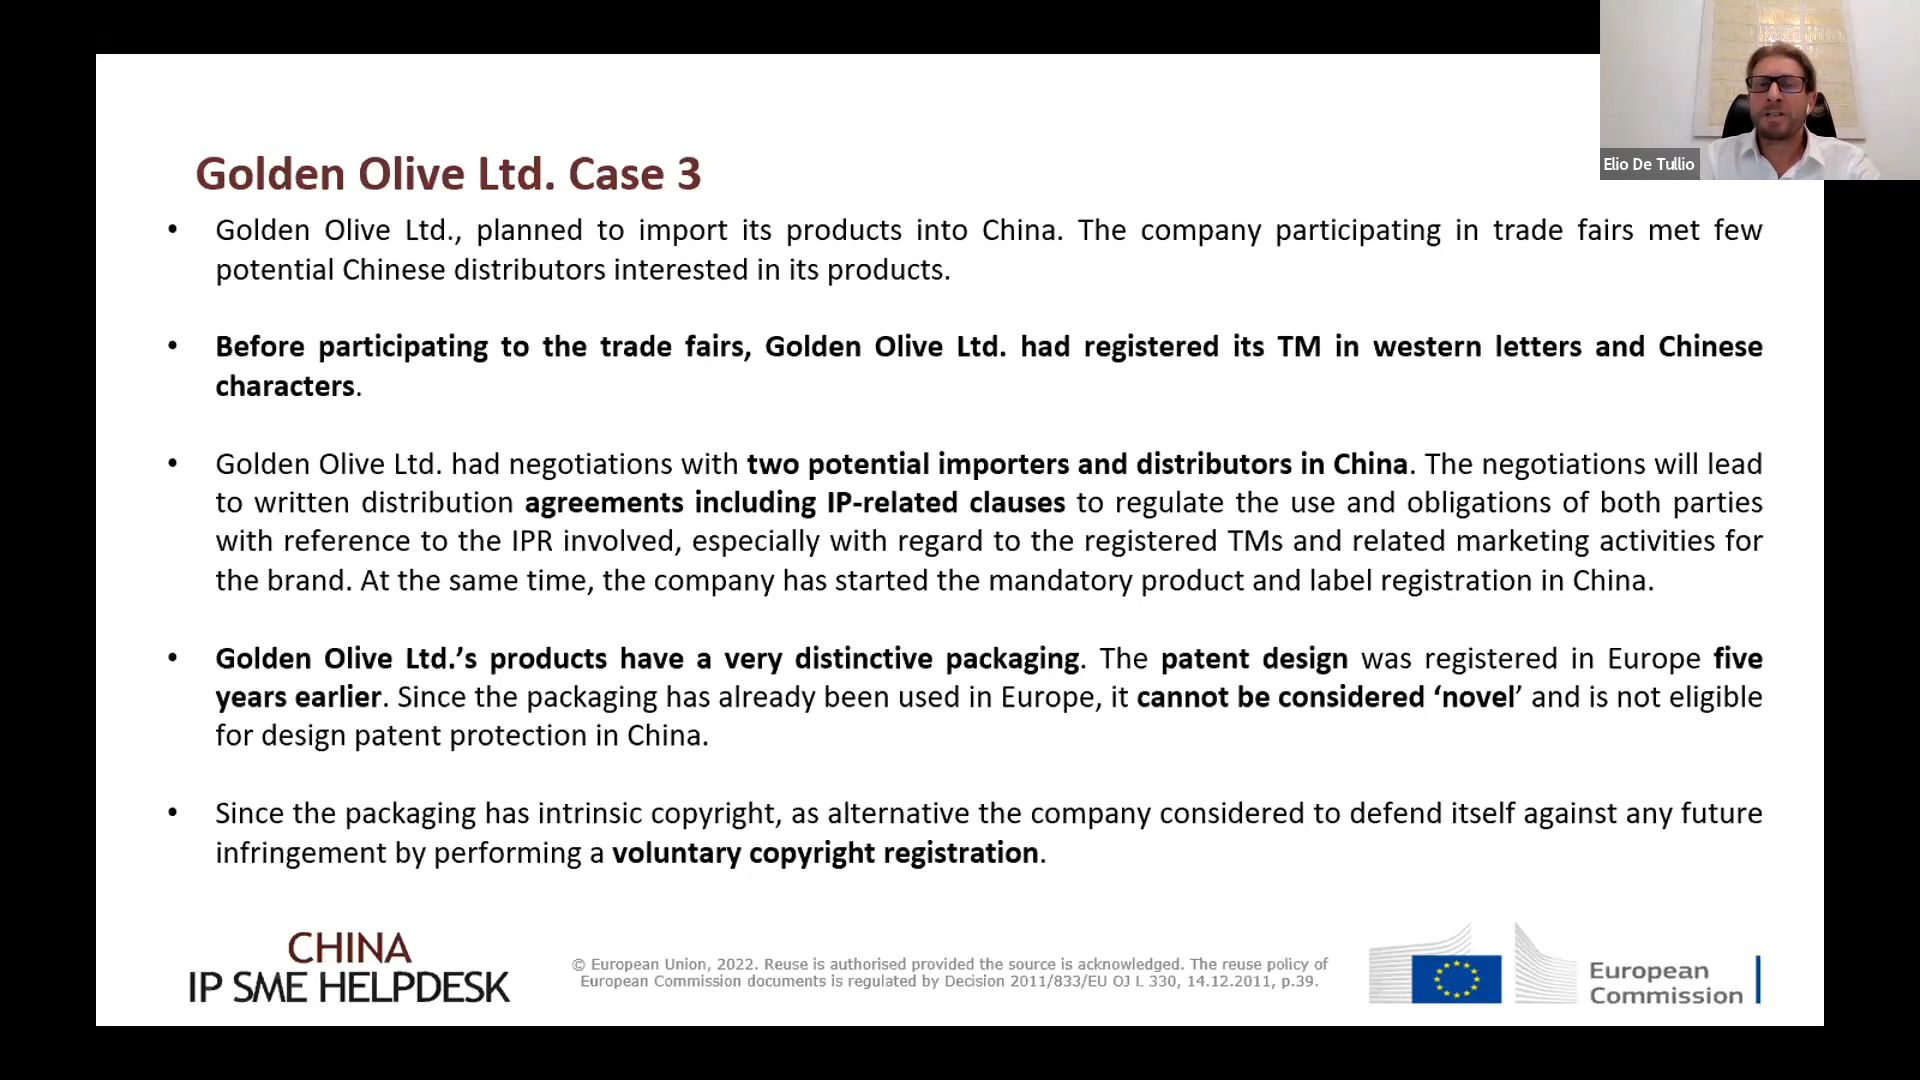 Elio De Tullio
Golden Olive Ltd. Case 3
• Golden Olive Ltd., planned to import its products into China. The company participating in trade fairs met few
potential Chinese distributors interested in its products.
• Before participating to the trade fairs, Golden Olive Ltd. had registered its TM in western letters and Chinese
characters.
• Golden Olive Ltd. had negotiations with two potential importers and distributors in China. The negotiations will lead
to written distribution agreements including IP-related clauses to regulate the use and obligations of both parties
with reference to the IPR involved, especially with regard to the registered TMs and related marketing activities for
the brand. At the same time, the company has started the mandatory product and label registration in China.
• Golden Olive Ltd.’s products have a very distinctive packaging. The patent design was registered in Europe five
years earlier. Since the packaging has already been used in Europe, it cannot be considered ‘novel’ and is not eligible
for design patent protection in China.
• Since the packaging has intrinsic copyright, as alternative the company considered to defend itself against any future
infringement by performing a voluntary copyright registration.
CHINA
IP SME HELPDESK
© European Union, 2022. Reuse is authorised provided the source is acknowledged. The reuse policy of
European Commission documents is regulated by Decision 2011/833/EU OJ L 330, 14.12.2011, p.39.
European
Commission